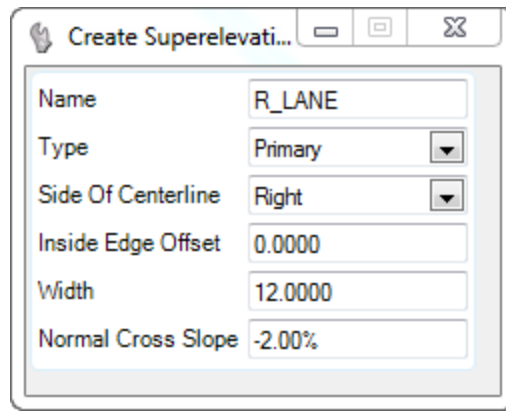 Create Superelevati...
Name R_LANE
Type Primary
Side Of Centerline Right
Inside Edge Offset 0.0000
Width 12.0000
Normal Cross Slope -2.00%